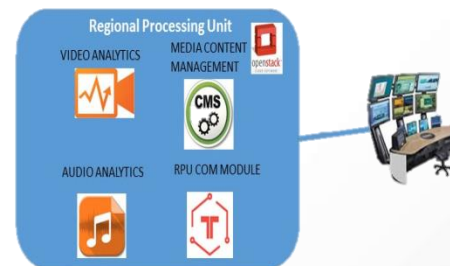 Regional Processing Unit
VIDEO ANALYTICS
MEDIA CONTENT
MANAGEMENT
openstack
CMS
AUDIO ANALYTICS
RPU COM MODULE